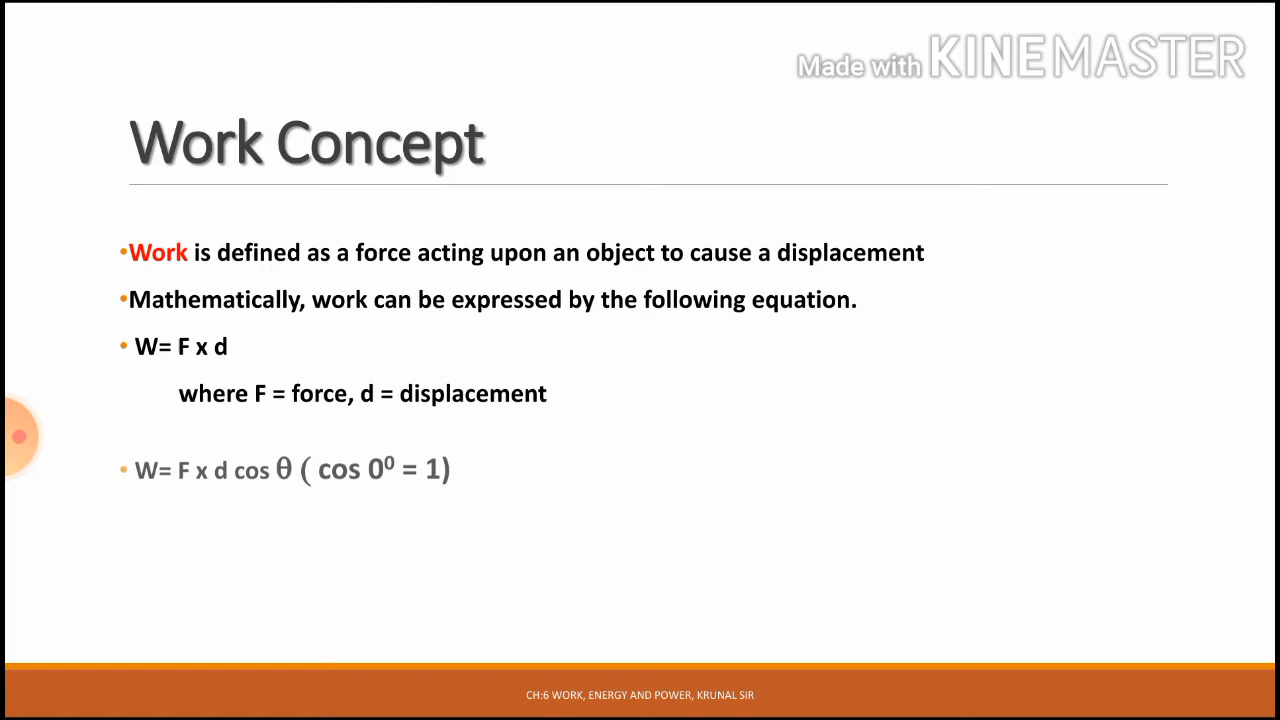 Made with KINEMASTER
Work Concept
•Work is defined as a force acting upon an object to cause a displacement
•Mathematically, work can be expressed by the following equation.
• W= F x d
where F = force, d = displacement
• W= F x d cos θ ( cos 0⁰ = 1)
CH:6 WORK, ENERGY AND POWER, KRUNAL SIR